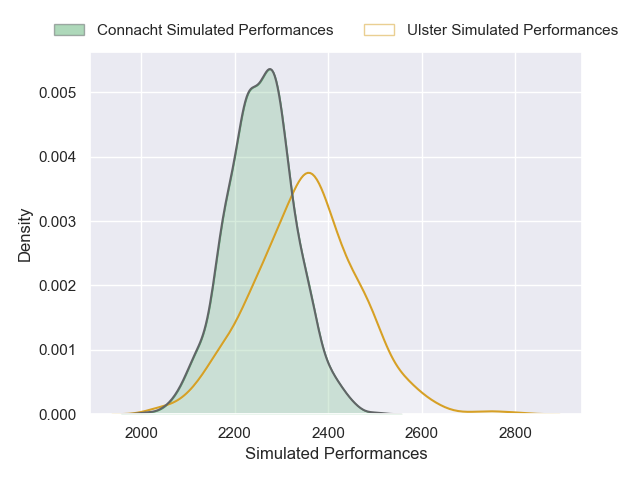 Connacht Simulated Performances Ulster Simulated Performances
0.005
0.004
0.003
0.002
0.001
0.000
Density
2000 2200 2400 2600 2800
Simulated Performances